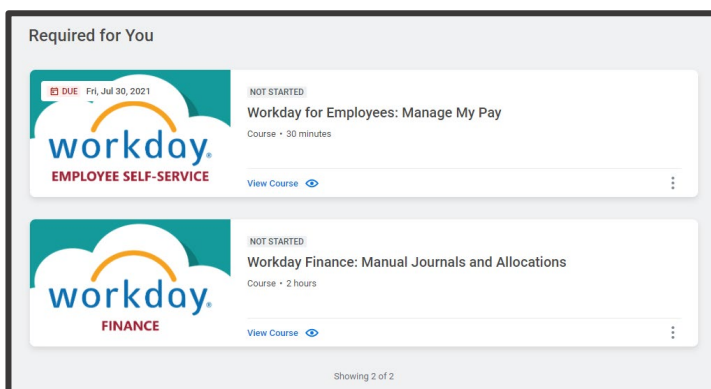 Required for You
DUE Fri, Jul 30, 2021
workday.
EMPLOYEE SELF-SERVICE
NOT STARTED
Workday for Employees: Manage My Pay
Course • 30 minutes
View Course
workday.
FINANCE
NOT STARTED
Workday Finance: Manual Journals and Allocations
Course • 2 hours
View Course
Showing 2 of 2